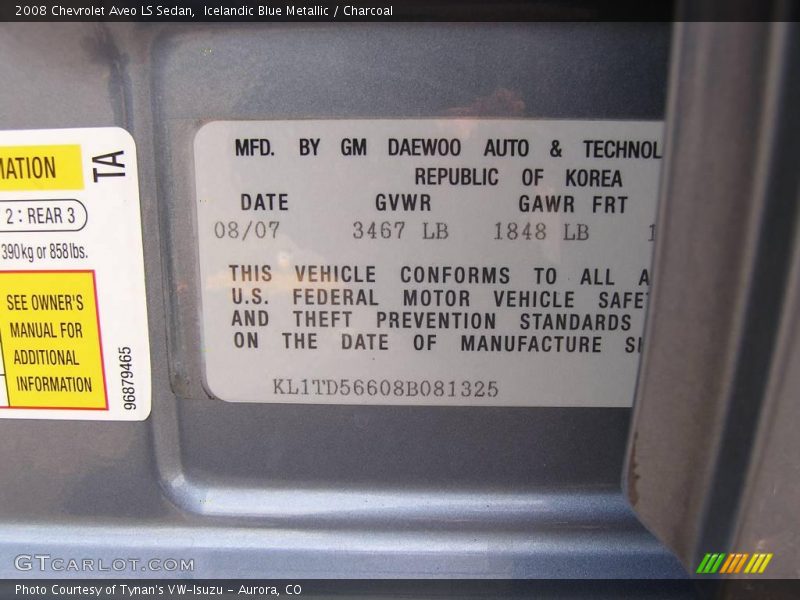 2008 Chevrolet Aveo LS Sedan, Icelandic Blue Metallic / Charcoal
TA
2 : REAR 3
390kg or 858lbs.
SEE OWNER'S
MANUAL FOR
ADDITIONAL
INFORMATION
96879465
MFD. BY GM DAEWOO AUTO &
REPUBLIC OF KOREA
DATE GVWR GAWR FRT
08/07 3467 LB 1848 LB
THIS VEHICLE CONFORMS TO ALL
U.S. FEDERAL MOTOR VEHICLE
AND THEFT PREVENTION STANDARDS
ON THE DATE OF MANUFACTURE
KL1TD56608B081325
GTCARLOT.COM
Photo Courtesy of Tynan's VW-Isuzu - Aurora, CO